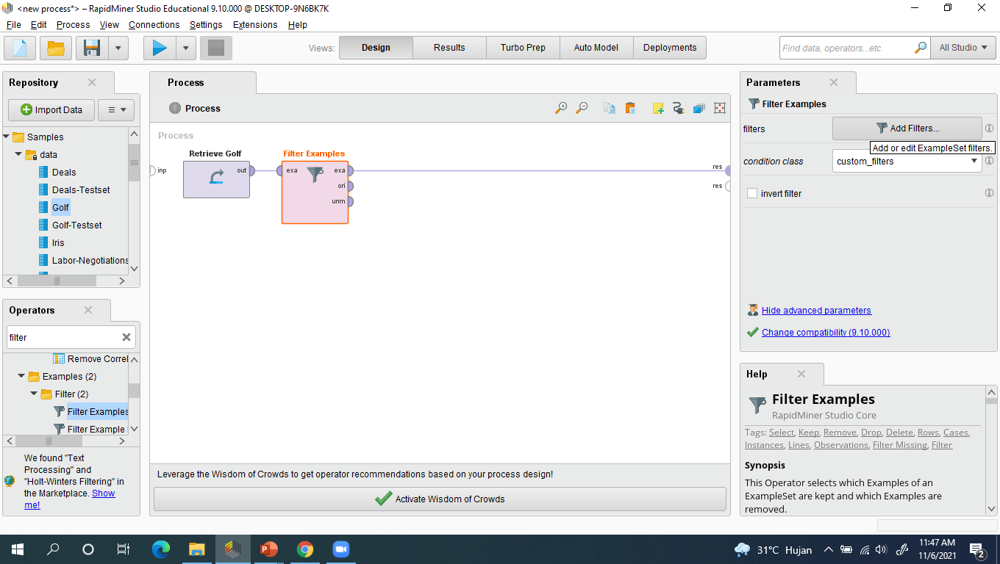 <new process*> – RapidMiner Studio Educational 9.10.000 @ DESKTOP-9N6BK7K
File Edit Process View Connections Settings Extensions Help
Views: Design Results Turbo Prep Auto Model Deployments
Find data, operators...etc
All Studio
Repository
Import Data
Samples
data
Deals
Deals-Testset
Golf
Golf-Testset
Iris
Labor-Negotiations
Operators
filter
Remove Correl
Examples (2)
Filter (2)
Filter Examples
Filter Example
We found "Text
Processing" and
"Holt-Winters Filtering" in
the Marketplace. Show
me!
Process
Process
Process
Retrieve Golf
Filter Examples
inp
out
exa
exa
ori
unm
res
res
Leverage the Wisdom of Crowds to get operator recommendations based on your process design!
Activate Wisdom of Crowds
Parameters
Filter Examples
filters
Add Filters...
Add or edit ExampleSet filters.
condition class
custom_filters
invert filter
Hide advanced parameters
Change compatibility (9.10.000)
Help
Filter Examples
RapidMiner Studio Core
Tags: Select, Keep, Remove, Drop, Delete, Rows, Cases,
Instances, Lines, Observations, Filter Missing, Filter
Synopsis
This Operator selects which Examples of an
ExampleSet are kept and which Examples are
removed.
31°C Hujan
11:47 AM
11/6/2021
2